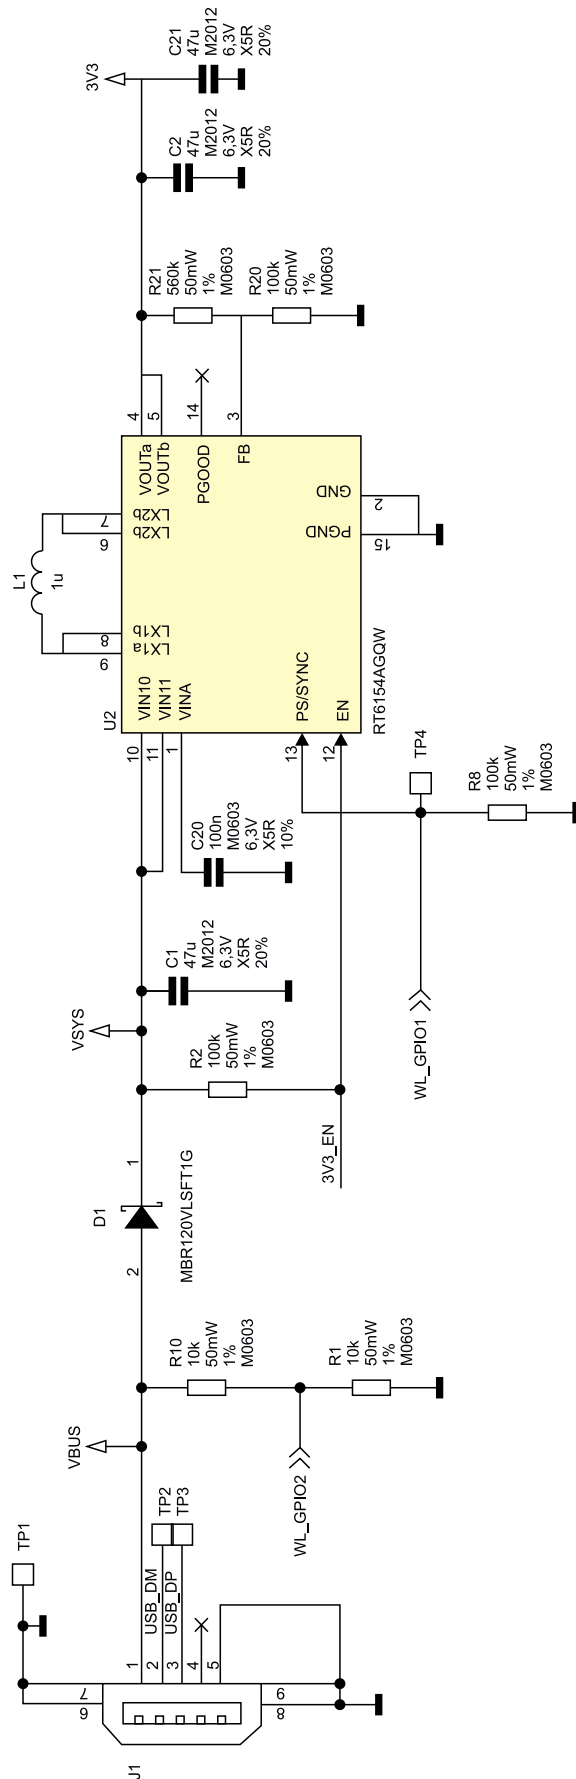 3V3
C21
47u
M2012
6,3V
X5R
20%
C2
47u
M2012
6,3V
X5R
20%
R21
560k
50mW
1%
M0603
R20
100k
50mW
1%
M0603
4
5
14
3
VOUTa
VOUTb
PGOOD
FB
L1
1u
7
6
LX2b
LX2b
8
9
LX1b
LX1a
GND
2
PGND
15
U2
VIN10
VIN11
VINA
PS/SYNC
EN
RT6154AGQW
10
11
1
13
12
TP4
R8
100k
50mW
1%
M0603
C20
100n
M0603
6,3V
X5R
10%
C1
47u
M2012
6,3V
X5R
20%
VSYS
WL_GPIO1
R2
100k
50mW
1%
M0603
3V3_EN
1
D1
MBR120VLSFT1G
2
R10
10k
50mW
1%
M0603
R1
10k
50mW
1%
M0603
VBUS
WL_GPIO2
TP1
TP2
TP3
USB_DM
USB_DP
1
2
3
4
5
7
6
9
8
J1